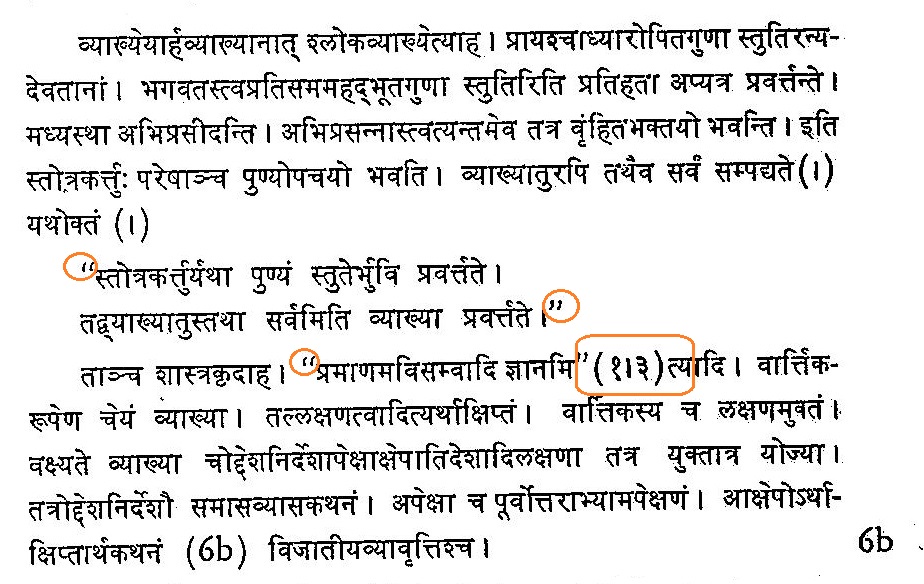 व्याख्येयार्हव्याख्यानात् श्लोकव्याख्येत्याह। प्रायश्चाध्यारोपितगुणा स्तुतिरन्य-
देवतानां। भगवतस्त्वप्रतिसममहद्भूतगुणा स्तुतिरिति प्रतिहता अप्यत्र प्रवर्त्तन्ते।
मध्यस्था अभिप्रसीदन्ति। अभिप्रसन्नास्त्वत्यन्तमेव तत्र वृंहितभक्तयो भवन्ति। इति
स्तोत्रकर्त्तुः परेषाञ्च पुण्योपचयो भवति। व्याख्यातुरपि तथैव सर्वं सम्पद्यते (।)
यथोक्तं (।)
“स्तोत्रकर्त्तुर्यथा पुण्यं स्तुतेर्भुवि प्रवर्त्तते।
तद्व्याख्यातुस्तथा सर्वमिति व्याख्या प्रवर्त्तते।”
ताञ्च शास्त्रकृदाह। “प्रमाणमविसम्वादि ज्ञानमि” (१।३)त्यादि। वार्त्तिक-
रूपेण चेयं व्याख्या। तल्लक्षणत्वादित्यर्थाक्षिप्तं। वार्त्तिकस्य च लक्षणमुक्तं।
वक्ष्यते व्याख्या चोद्देशनिर्देशापेक्षाक्षेपातिदेशादिलक्षणा तत्र युक्तात्र योज्या।
तत्रोद्देशनिर्देशौ समासव्यासकथनं। अपेक्षा च पूर्वोत्तराभ्यामपेक्षणं। आक्षेपोऽर्था-
क्षिप्तार्थकथनं (6b) विजातीयव्यावृत्तिश्च। 6b